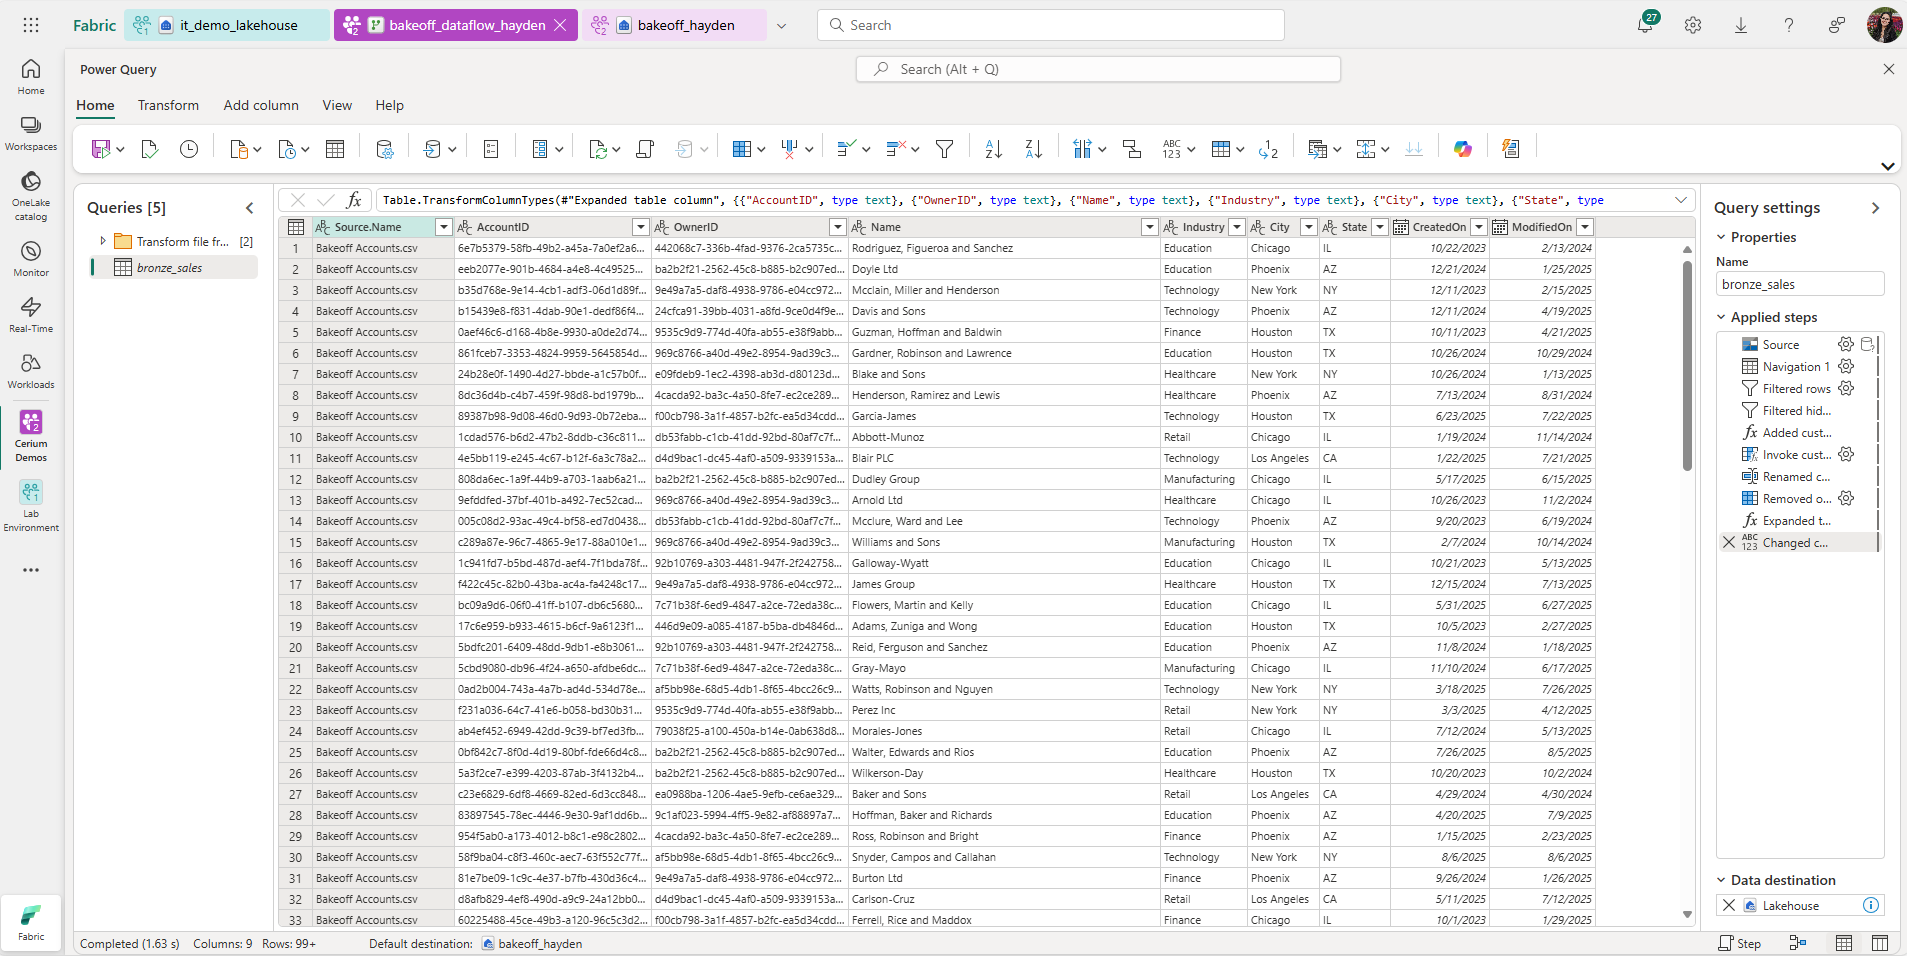 Fabric
1
it_demo_lakehouse
2
bakeoff_dataflow_hayden
2
bakeoff_hayden
Search
27
Power Query
Search (Alt + Q)
Home
Transform
Add column
View
Help
Home
Workspaces
OneLake
catalog
Monitor
Real-Time
Workloads
Cerium
Demos
Lab
Environment
Fabric
Queries [5]
Transform file fr... [2]
bronze_sales
fx Table.TransformColumnTypes(#"Expanded table column", {{"AccountID", type text}, {"OwnerID", type text}, {"Name", type text}, {"Industry", type text}, {"City", type text}, {"State", type
Source.Name AccountID OwnerID Name Industry City State CreatedOn ModifiedOn
1 Bakeoff Accounts.csv 6e7b5379-58fb-49b2-a45a-7a0ef2a6... 442068c7-336b-4fad-9376-2ca5735c... Rodriguez, Figueroa and Sanchez Education Chicago IL 10/22/2023 2/13/2024
2 Bakeoff Accounts.csv eeb2077e-901b-4684-a4e8-4c49525... ba2b2f21-2562-45c8-b885-b2c907ed... Doyle Ltd Education Phoenix AZ 12/21/2024 1/25/2025
3 Bakeoff Accounts.csv b35d768e-9e14-4cb1-adf3-06d1d89f... 9e49a7a5-daf8-4938-9786-e04cc972... Mcclain, Miller and Henderson Technology New York NY 12/11/2023 2/15/2025
4 Bakeoff Accounts.csv b15439e8-f831-4dab-90e1-dedf86f4... 24cfca91-39bb-4031-a8fd-9ce0d4f9e... Davis and Sons Technology Phoenix AZ 12/11/2024 4/19/2025
5 Bakeoff Accounts.csv 0aef46c6-d168-4b8e-9930-a0de2d74... 9535c9d9-774d-40fa-ab55-e38f9abb... Guzman, Hoffman and Baldwin Finance Houston TX 10/11/2023 4/21/2025
6 Bakeoff Accounts.csv 861fceb7-3353-4824-9959-5645854d... 969c8766-a40d-49e2-8954-9ad39c3... Gardner, Robinson and Lawrence Education Houston TX 10/26/2024 10/29/2024
7 Bakeoff Accounts.csv 24b28e0f-1490-4d27-bbde-a1c57b0f... e09fdeb9-1ec2-4398-ab3d-d80123d... Blake and Sons Healthcare New York NY 10/26/2024 1/13/2025
8 Bakeoff Accounts.csv 8dc36d4b-c4b7-459f-98d8-bd1979b... 4cacda92-ba3c-4a50-8fe7-ec2ce289... Henderson, Ramirez and Lewis Healthcare Phoenix AZ 7/13/2024 8/31/2024
9 Bakeoff Accounts.csv 89387b98-9d08-46d0-9d93-0b72eba... f00cb798-3a1f-4857-b2fc-ea5d34cdd... Garcia-James Technology Houston TX 6/23/2025 7/22/2025
10 Bakeoff Accounts.csv 1cdad576-b6d2-47b2-8ddb-c36c811... db53fabb-c1cb-41dd-92bd-80af7c7f... Abbott-Munoz Retail Chicago IL 1/19/2024 11/14/2024
11 Bakeoff Accounts.csv 4e5bb119-e245-4c67-b12f-6a3c78a2... d4d9bac1-dc45-4af0-a509-9339153a... Blair PLC Technology Los Angeles CA 1/22/2025 7/21/2025
12 Bakeoff Accounts.csv 808da6ec-1a9f-44b9-a703-1aab6a21... ba2b2f21-2562-45c8-b885-b2c907ed... Dudley Group Manufacturing Chicago IL 5/17/2025 6/15/2025
13 Bakeoff Accounts.csv 9efddfed-37bf-401b-a492-7ec52cad... 969c8766-a40d-49e2-8954-9ad39c3... Arnold Ltd Healthcare Chicago IL 10/26/2023 11/2/2024
14 Bakeoff Accounts.csv 005c08d2-93ac-49c4-bf58-ed7d0438... db53fabb-c1cb-41dd-92bd-80af7c7f... Mcclure, Ward and Lee Technology Phoenix AZ 9/20/2023 6/19/2024
15 Bakeoff Accounts.csv c289a87e-96c7-4865-9e17-88a010e1... 969c8766-a40d-49e2-8954-9ad39c3... Williams and Sons Manufacturing Houston TX 2/7/2024 10/14/2024
16 Bakeoff Accounts.csv 1c941fd7-b5bd-487d-aef4-7f1bda78f... 92b10769-a303-4481-947f-2f242758... Galloway-Wyatt Education Chicago IL 10/21/2023 5/13/2025
17 Bakeoff Accounts.csv f422c45c-82b0-43ba-ac4a-fa4248c17... 9e49a7a5-daf8-4938-9786-e04cc972... James Group Healthcare Houston TX 12/15/2024 7/13/2025
18 Bakeoff Accounts.csv bc09a9d6-06f0-41ff-b107-db6c5680... 7c71b38f-6ed9-4847-a2ce-72eda38c... Flowers, Martin and Kelly Education Chicago IL 5/31/2025 6/27/2025
19 Bakeoff Accounts.csv 17c6e959-b933-4615-b6cf-9a6123f1... 446d9e09-a085-4187-b5ba-db4846d... Adams, Zuniga and Wong Education Houston TX 10/5/2023 2/27/2025
20 Bakeoff Accounts.csv 5bdfc201-6409-48dd-9db1-e8b3061... 92b10769-a303-4481-947f-2f242758... Reid, Ferguson and Sanchez Education Phoenix AZ 11/8/2024 1/18/2025
21 Bakeoff Accounts.csv 5cbd9080-db96-4f24-a650-afdbe6dc... 7c71b38f-6ed9-4847-a2ce-72eda38c... Gray-Mayo Manufacturing Chicago IL 11/10/2024 6/17/2025
22 Bakeoff Accounts.csv 0ad2b004-743a-4a7b-ad4d-534d78e... af5bb98e-68d5-4db1-8f65-4bcc26c9... Watts, Robinson and Nguyen Technology New York NY 3/18/2025 7/26/2025
23 Bakeoff Accounts.csv f231a036-64c7-41e6-b058-bd30b31... 9535c9d9-774d-40fa-ab55-e38f9abb... Perez Inc Retail New York NY 3/3/2025 4/12/2025
24 Bakeoff Accounts.csv ab4ef452-6949-42dd-9c39-bf7ed3fb... 79038f25-a100-450a-b14e-0ab638d8... Morales-Jones Retail Chicago IL 7/12/2024 5/13/2025
25 Bakeoff Accounts.csv 0bf842c7-8f0d-4d19-80bf-fde66d4c8... ba2b2f21-2562-45c8-b885-b2c907ed... Walter, Edwards and Rios Education Phoenix AZ 7/26/2025 8/5/2025
26 Bakeoff Accounts.csv 5a3f2ce7-e399-4203-87ab-3f4132b4... ba2b2f21-2562-45c8-b885-b2c907ed... Wilkerson-Day Healthcare Houston TX 10/20/2023 10/2/2024
27 Bakeoff Accounts.csv c23e6829-6df8-4669-82ed-6d3cc848... ea0988ba-1206-4ae5-9efb-ce6ae329... Baker and Sons Retail Los Angeles CA 4/29/2024 4/30/2024
28 Bakeoff Accounts.csv 83897545-78ec-4446-9e30-9af1dd6b... 9c1af023-5994-4ff5-9e82-af88897a7... Hoffman, Baker and Richards Education Phoenix AZ 4/20/2025 7/9/2025
29 Bakeoff Accounts.csv 954f5ab0-a173-4012-b8c1-e98c2802... 4cacda92-ba3c-4a50-8fe7-ec2ce289... Ross, Robinson and Bright Finance Phoenix AZ 1/15/2025 2/23/2025
30 Bakeoff Accounts.csv 58f9ba04-c8f3-460c-aec7-63f552c77f... af5bb98e-68d5-4db1-8f65-4bcc26c9... Snyder, Campos and Callahan Technology New York NY 8/6/2025 8/6/2025
31 Bakeoff Accounts.csv 81e7be09-1c9c-4e37-b7fb-430d36c4... 9e49a7a5-daf8-4938-9786-e04cc972... Burton Ltd Finance Phoenix AZ 9/26/2024 1/26/2025
32 Bakeoff Accounts.csv d8afb829-4ef8-490d-a9c9-24a12bb0... d4d9bac1-dc45-4af0-a509-9339153a... Carlson-Cruz Retail Los Angeles CA 5/11/2025 7/12/2025
33 Bakeoff Accounts.csv 60225488-45ce-49b3-a120-96c5c3d2... f00cb798-3a1f-4857-b2fc-ea5d34cdd... Ferrell, Rice and Maddox Finance Chicago IL 10/1/2023 1/29/2025
Query settings
Properties
Name
bronze_sales
Applied steps
Source
Navigation 1
Filtered rows
Filtered hid...
fx Added cust...
Invoke cust...
Renamed c...
Removed o...
fx Expanded t...
ABC
123 Changed c...
Data destination
Lakehouse
Completed (1.63 s) Columns: 9 Rows: 99+ Default destination: bakeoff_hayden
Step